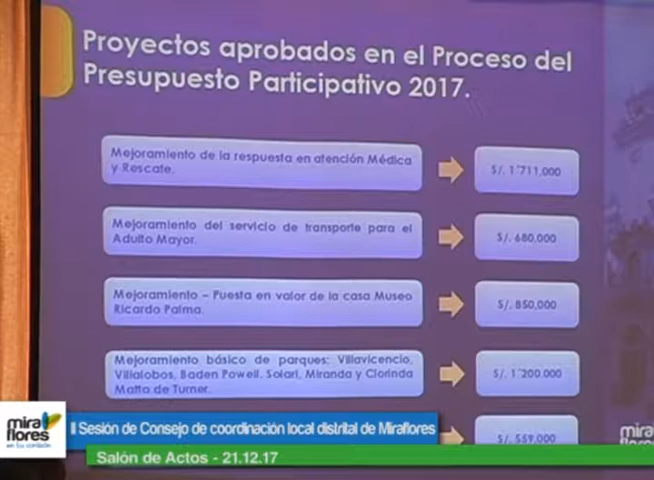 Proyectos aprobados en el Proceso del
Presupuesto Participativo 2017.
Mejoramiento de la respuesta en atención Médica
y Rescate.
S/. 1'711,000
Mejoramiento del servicio de transporte para el
Adulto Mayor.
S/. 680,000
Mejoramiento – Puesta en valor de la casa Museo
Ricardo Palma.
S/. 850,000
Mejoramiento básico de parques: Villavicencio,
Villalobos, Baden Powell, Solari, Miranda y Clorinda
Matto de Turner.
S/. 1'200.000
S/. 559,000
mira
flores
en tu corazón
II Sesión de Consejo de coordinación local distrital de Miraflores
Salón de Actos - 21.12.17
mira
flores